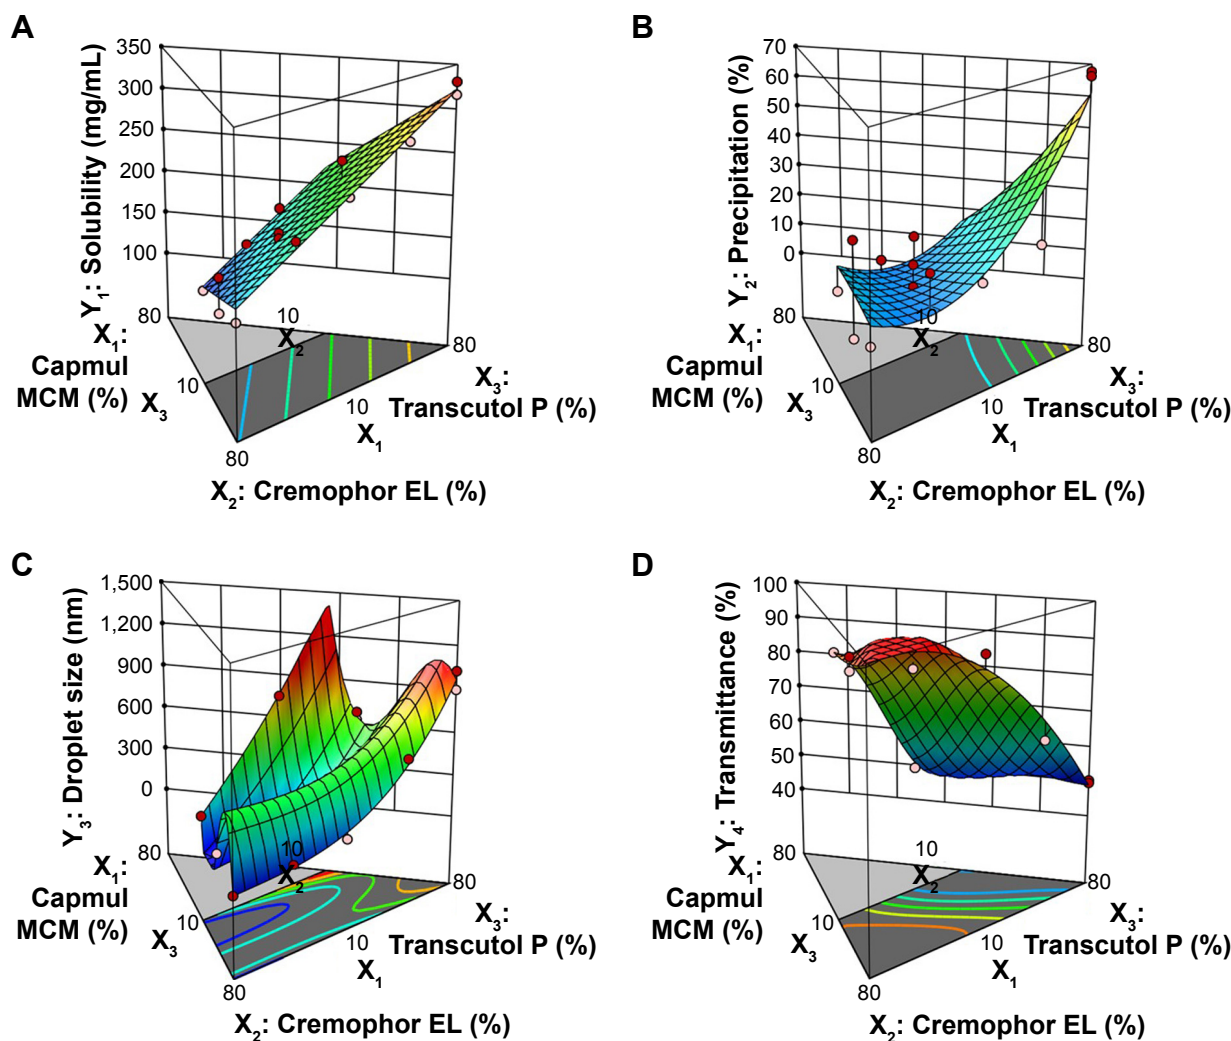 A
Y₁: Solubility (mg/mL)
350
300
250
200
150
100
80
X₁:
Capmul
MCM (%)
10
X₂
10
X₃
80
X₃:
Transcutol P (%)
10
X₁
80
X₂: Cremophor EL (%)
B
Y₂: Precipitation (%)
70
60
50
40
30
20
10
0
80
X₁:
Capmul
MCM (%)
10
X₂
10
X₃
80
X₃:
Transcutol P (%)
10
X₁
80
X₂: Cremophor EL (%)
C
Y₃: Droplet size (nm)
1,500
1,200
900
600
300
0
80
X₁:
Capmul
MCM (%)
10
X₂
10
X₃
80
X₃:
Transcutol P (%)
10
X₁
80
X₂: Cremophor EL (%)
D
Y₄: Transmittance (%)
100
90
80
70
60
50
40
80
X₁:
Capmul
MCM (%)
10
X₂
10
X₃
80
X₃:
Transcutol P (%)
10
X₁
80
X₂: Cremophor EL (%)